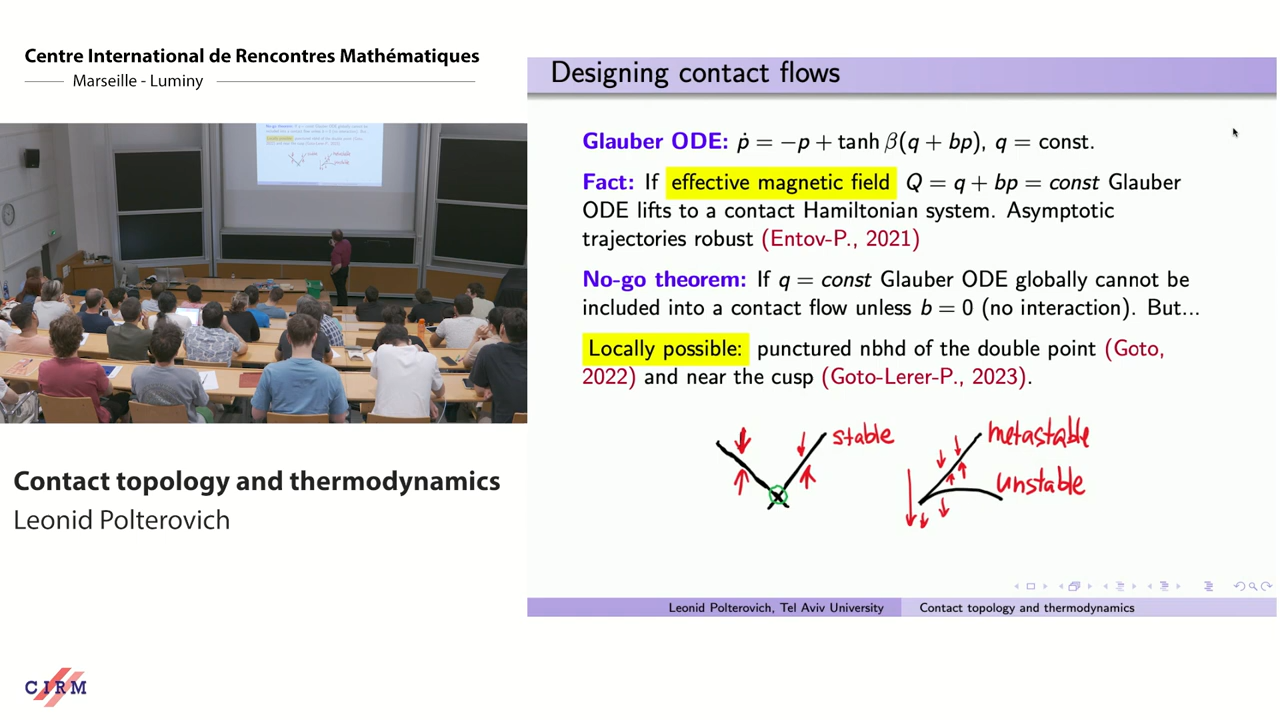 Centre International de Rencontres Mathématiques
Marseille - Luminy
Contact topology and thermodynamics
Leonid Polterovich
CIRM
Designing contact flows
Glauber ODE: ṗ = −p + tanh β(q + bp), q = const.
Fact: If effective magnetic field Q = q + bp = const Glauber
ODE lifts to a contact Hamiltonian system. Asymptotic
trajectories robust (Entov-P., 2021)
No-go theorem: If q = const Glauber ODE globally cannot be
included into a contact flow unless b = 0 (no interaction). But...
Locally possible: punctured nbhd of the double point (Goto,
2022) and near the cusp (Goto-Lerer-P., 2023).
stable
metastable
unstable
Leonid Polterovich, Tel Aviv University
Contact topology and thermodynamics